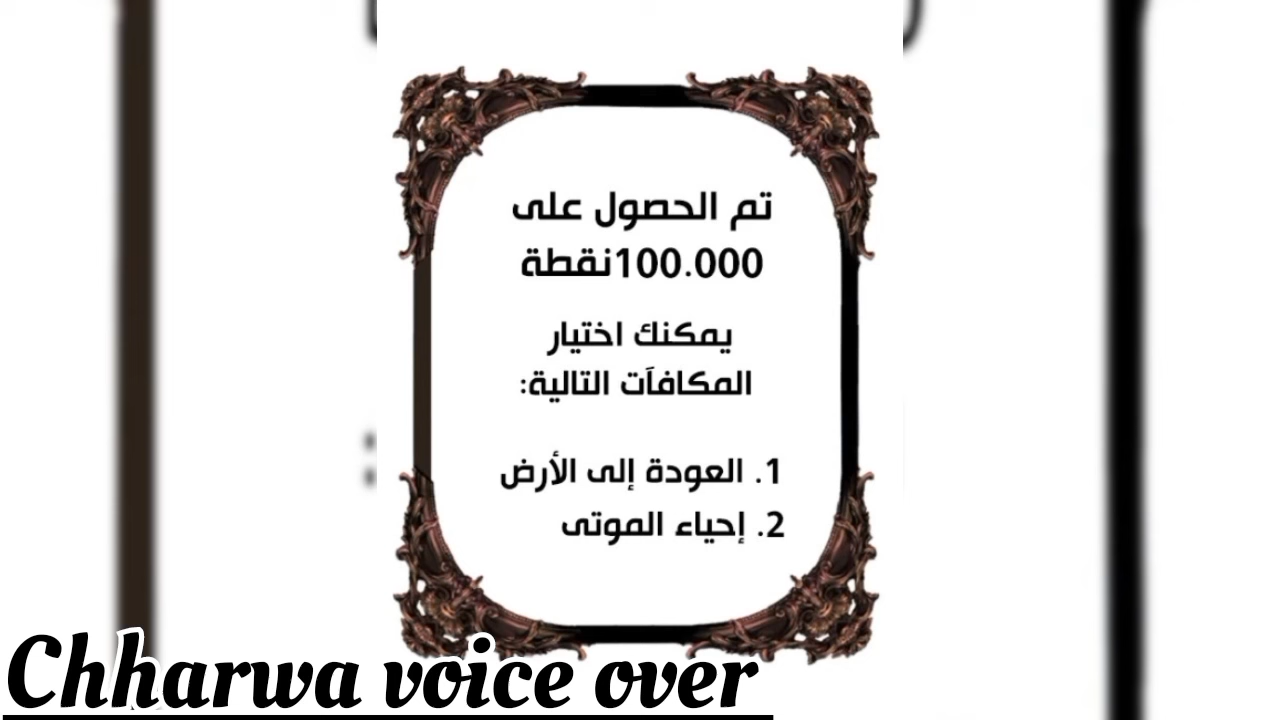 تم الحصول على
100.000نقطة
يمكنك اختيار
المكافآت التالية:
1. العودة إلى الأرض
2. إحياء الموتى
Chharwa voice over